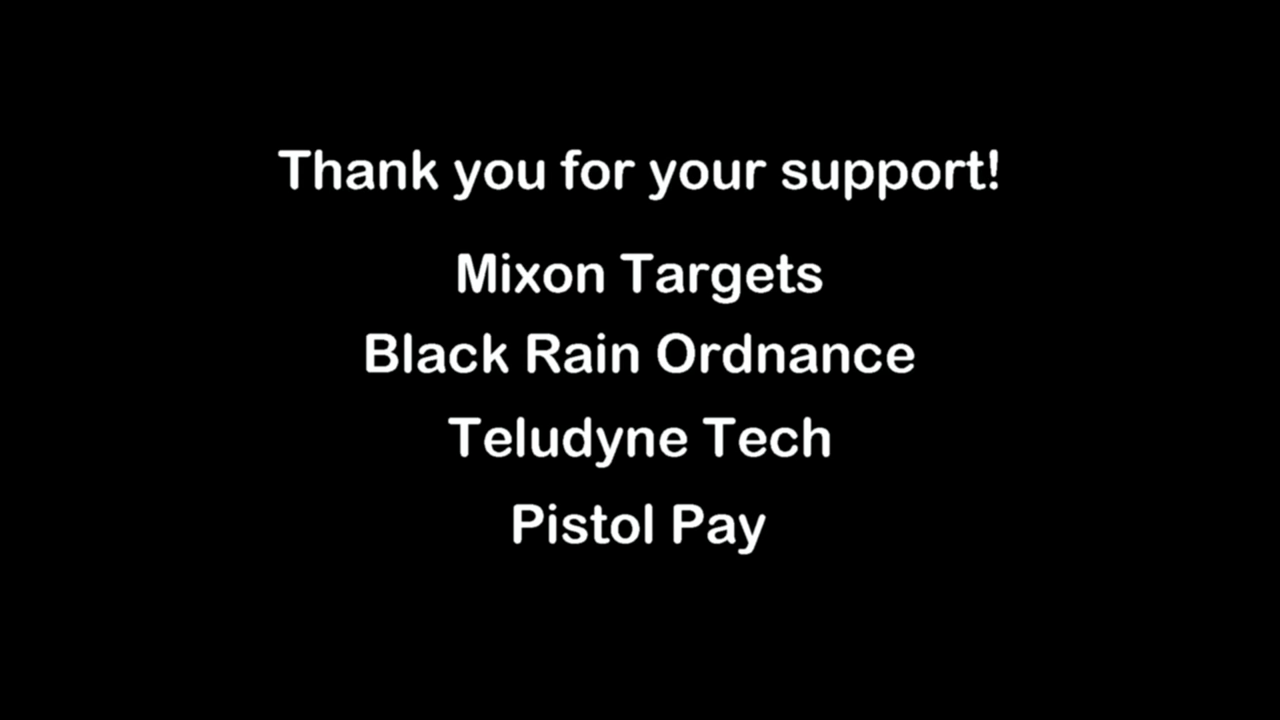 Thank you for your support!
Mixon Targets
Black Rain Ordnance
Teludyne Tech
Pistol Pay